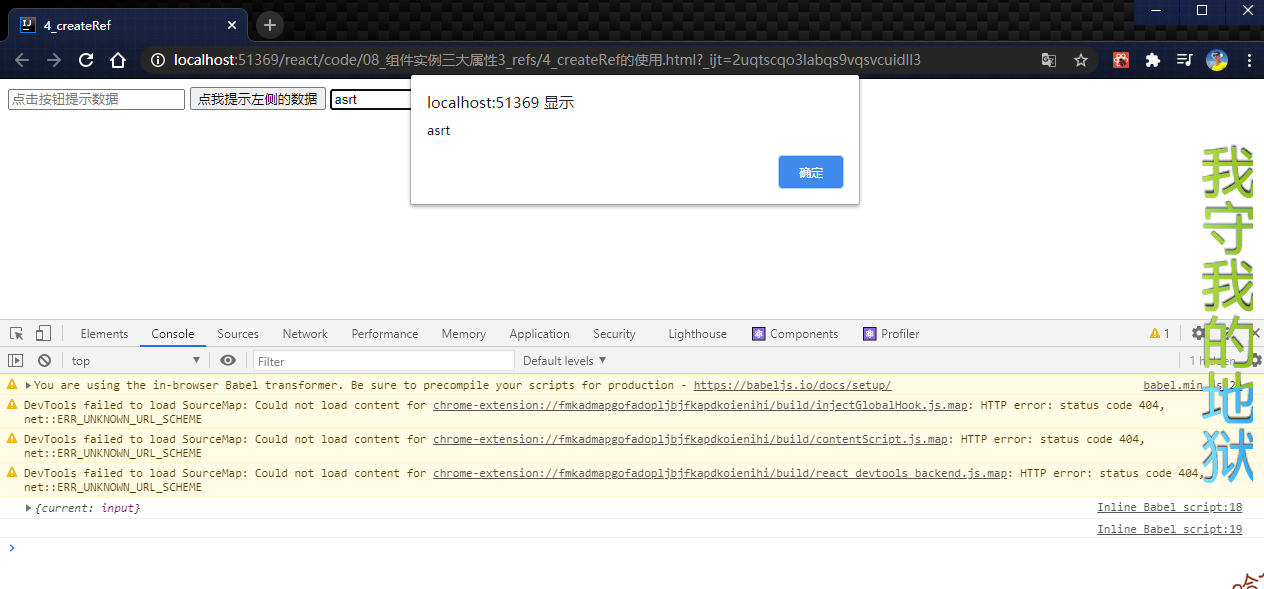 4_createRef
localhost:51369/react/code/08_组件实例三大属性3_refs/4_createRef的使用.html?_ijt=2uqtscqo3labqs9vqsvcuidll3
点击按钮提示数据 点我提示左侧的数据 asrt
localhost:51369 显示
asrt
确定
我守我的地狱
Elements Console Sources Network Performance Memory Application Security Lighthouse Components Profiler 1
top Filter Default levels
You are using the in-browser Babel transformer. Be sure to precompile your scripts for production - https://babeljs.io/docs/setup/
DevTools failed to load SourceMap: Could not load content for chrome-extension://fmkadmapgofadopljbjfkapdkoienihi/build/injectGlobalHook.js.map: HTTP error: status code 404,
net::ERR_UNKNOWN_URL_SCHEME
DevTools failed to load SourceMap: Could not load content for chrome-extension://fmkadmapgofadopljbjfkapdkoienihi/build/contentScript.js.map: HTTP error: status code 404,
net::ERR_UNKNOWN_URL_SCHEME
DevTools failed to load SourceMap: Could not load content for chrome-extension://fmkadmapgofadopljbjfkapdkoienihi/build/react_devtools_backend.js.map: HTTP error: status code 404,
net::ERR_UNKNOWN_URL_SCHEME
{current: input} Inline Babel script:18
Inline Babel script:19